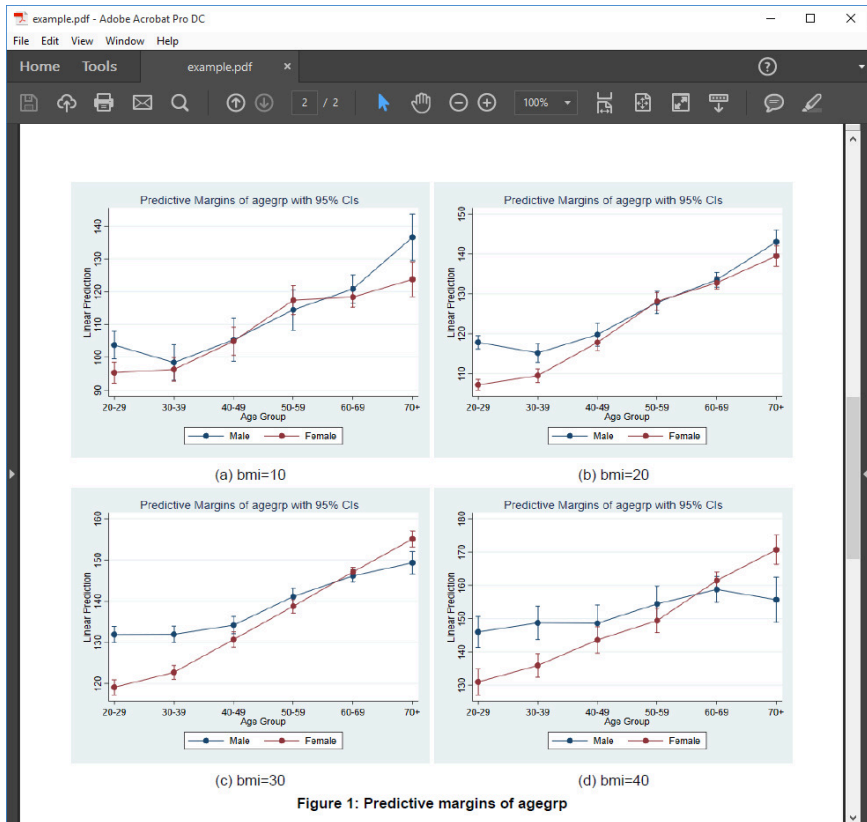 example.pdf - Adobe Acrobat Pro DC
File Edit View Window Help
Home Tools example.pdf ×
2 / 2 100%
Predictive Margins of agegrp with 95% CIs
Linear Prediction
140
130
120
110
100
90
20-29 30-39 40-49 50-59 60-69 70+
Age Group
Male Female
(a) bmi=10
Predictive Margins of agegrp with 95% CIs
Linear Prediction
150
140
130
120
110
20-29 30-39 40-49 50-59 60-69 70+
Age Group
Male Female
(b) bmi=20
Predictive Margins of agegrp with 95% CIs
Linear Prediction
160
150
140
130
120
20-29 30-39 40-49 50-59 60-69 70+
Age Group
Male Female
(c) bmi=30
Predictive Margins of agegrp with 95% CIs
Linear Prediction
180
170
160
150
140
130
20-29 30-39 40-49 50-59 60-69 70+
Age Group
Male Female
(d) bmi=40
Figure 1: Predictive margins of agegrp